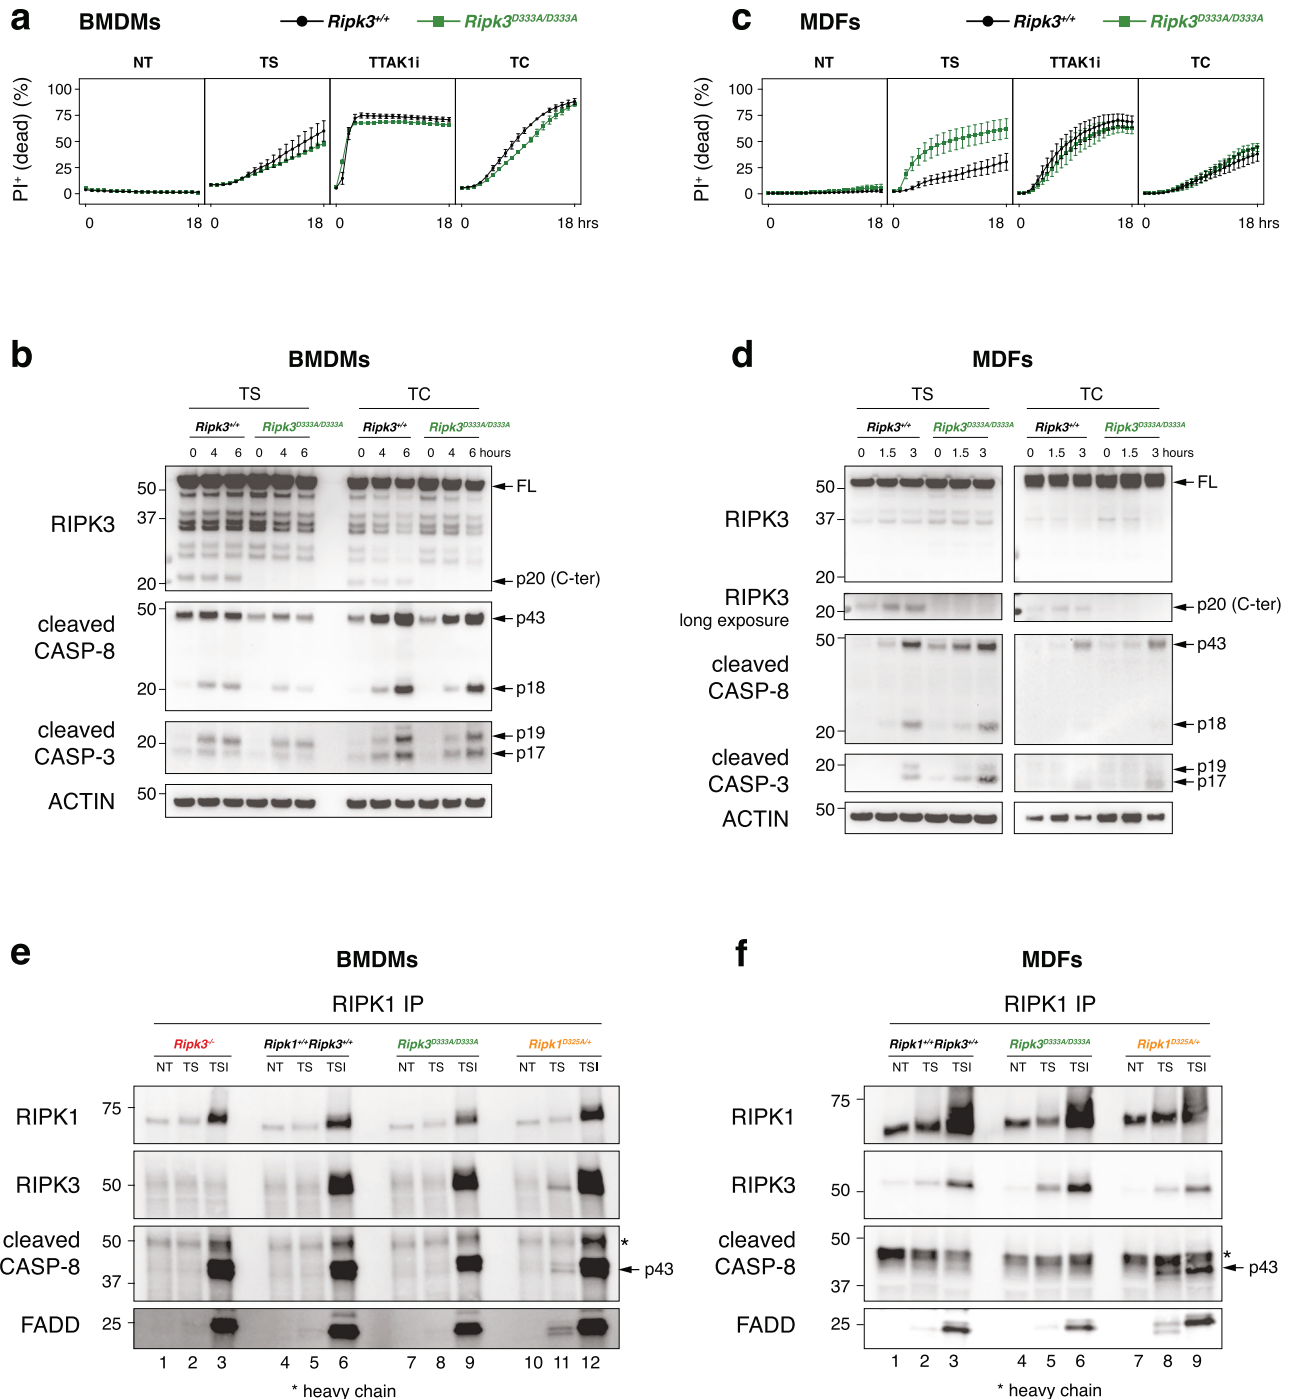 a BMDMs Ripk3+/+ Ripk3D333A/D333A
NT TS TTAK1i TC
PI+ (dead) (%)
100
75
50
25
0
0 18 0 18 0 18 0 18 hrs
c MDFs Ripk3+/+ Ripk3D333A/D333A
NT TS TTAK1i TC
PI+ (dead) (%)
100
75
50
25
0
0 18 0 18 0 18 0 18 hrs
b BMDMs
TS TC
Ripk3+/+ Ripk3D333A/D333A Ripk3+/+ Ripk3D333A/D333A
0 4 6 0 4 6 0 4 6 0 4 6 hours
RIPK3
50
37
20
FL
p20 (C-ter)
cleaved
CASP-8
50
20
p43
p18
cleaved
CASP-3
20
p19
p17
ACTIN
50
d MDFs
TS TC
Ripk3+/+ Ripk3D333A/D333A Ripk3+/+ Ripk3D333A/D333A
0 1.5 3 0 1.5 3 0 1.5 3 0 1.5 3 hours
RIPK3
50
37
20
FL
RIPK3
long exposure
20
p20 (C-ter)
cleaved
CASP-8
50
20
p43
p18
cleaved
CASP-3
20
p19
p17
ACTIN
50
e BMDMs
RIPK1 IP
Ripk3-/- Ripk1+/+Ripk3+/+ Ripk3D333A/D333A Ripk1D325A/+
NT TS TSI NT TS TSI NT TS TSI NT TS TSI
RIPK1
75
RIPK3
50
cleaved
CASP-8
50
37
*
p43
FADD
25
1 2 3 4 5 6 7 8 9 10 11 12
* heavy chain
f MDFs
RIPK1 IP
Ripk1+/+Ripk3+/+ Ripk3D333A/D333A Ripk1D325A/+
NT TS TSI NT TS TSI NT TS TSI
RIPK1
75
RIPK3
50
cleaved
CASP-8
50
37
*
p43
FADD
25
1 2 3 4 5 6 7 8 9
* heavy chain